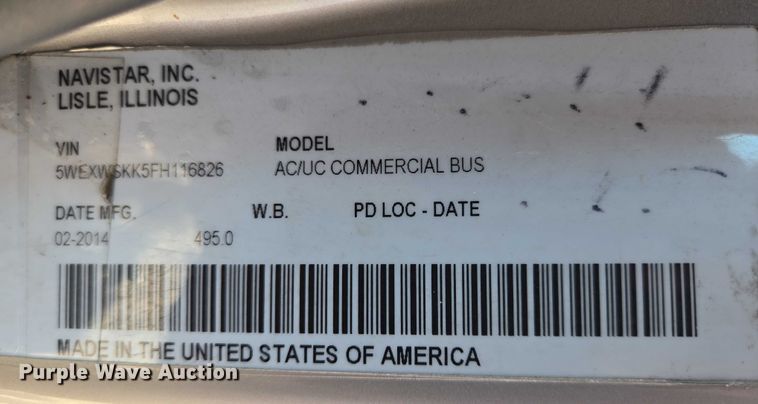 NAVISTAR, INC.
LISLE, ILLINOIS
VIN MODEL
5WEXWSKK5FH116826 AC/UC COMMERCIAL BUS
DATE MFG. W.B. PD LOC - DATE
02-2014 495.0
MADE IN THE UNITED STATES OF AMERICA
Purple Wave Auction